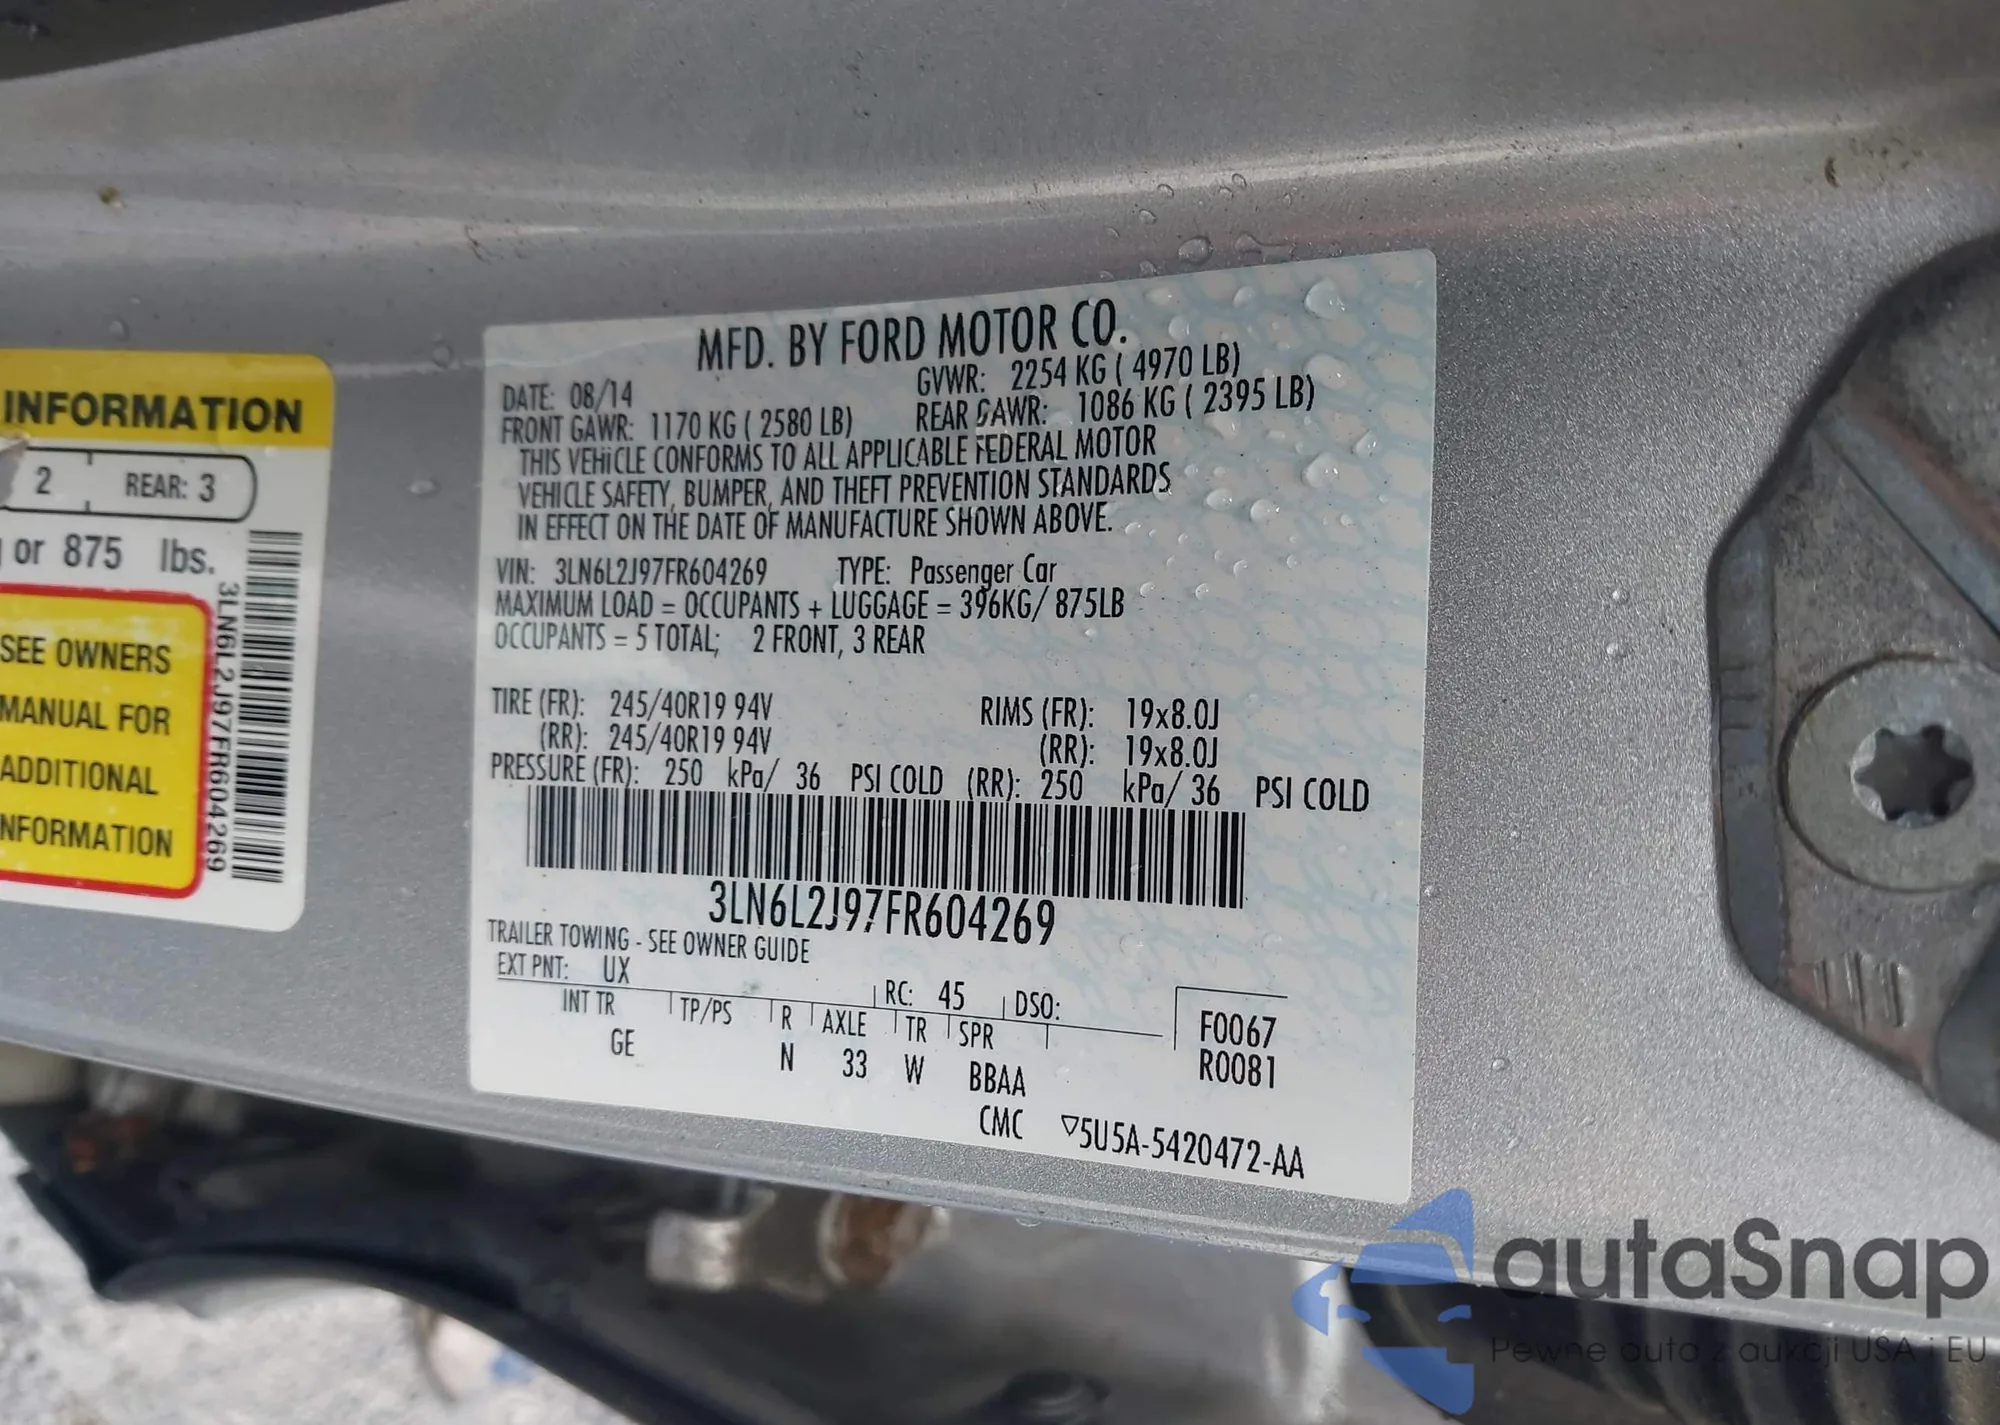 INFORMATION
2 REAR: 3
or 875 lbs.
SEE OWNERS
MANUAL FOR
ADDITIONAL
INFORMATION
3LN6L2J97FR604269
MFD. BY FORD MOTOR CO.
DATE: 08/14 GVWR: 2254 KG ( 4970 LB)
FRONT GAWR: 1170 KG ( 2580 LB) REAR GAWR: 1086 KG ( 2395 LB)
THIS VEHICLE CONFORMS TO ALL APPLICABLE FEDERAL MOTOR
VEHICLE SAFETY, BUMPER, AND THEFT PREVENTION STANDARDS
IN EFFECT ON THE DATE OF MANUFACTURE SHOWN ABOVE.
VIN: 3LN6L2J97FR604269 TYPE: Passenger Car
MAXIMUM LOAD = OCCUPANTS + LUGGAGE = 396KG/ 875LB
OCCUPANTS = 5 TOTAL; 2 FRONT, 3 REAR
TIRE (FR): 245/40R19 94V RIMS (FR): 19x8.0J
(RR): 245/40R19 94V (RR): 19x8.0J
PRESSURE (FR): 250 kPa/ 36 PSI COLD (RR): 250 kPa/ 36 PSI COLD
3LN6L2J97FR604269
TRAILER TOWING - SEE OWNER GUIDE
EXT PNT: UX RC: 45 DSO:
INT TR TP/PS R AXLE TR SPR F0067
GE N 33 W BBAA R0081
CMC ▽5U5A-5420472-AA
autaSnap
Pewne auta z aukcji USA i EU